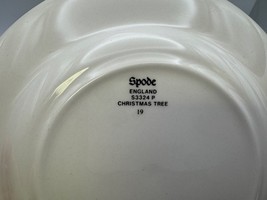 Spode
ENGLAND
S3324 P
CHRISTMAS TREE
19